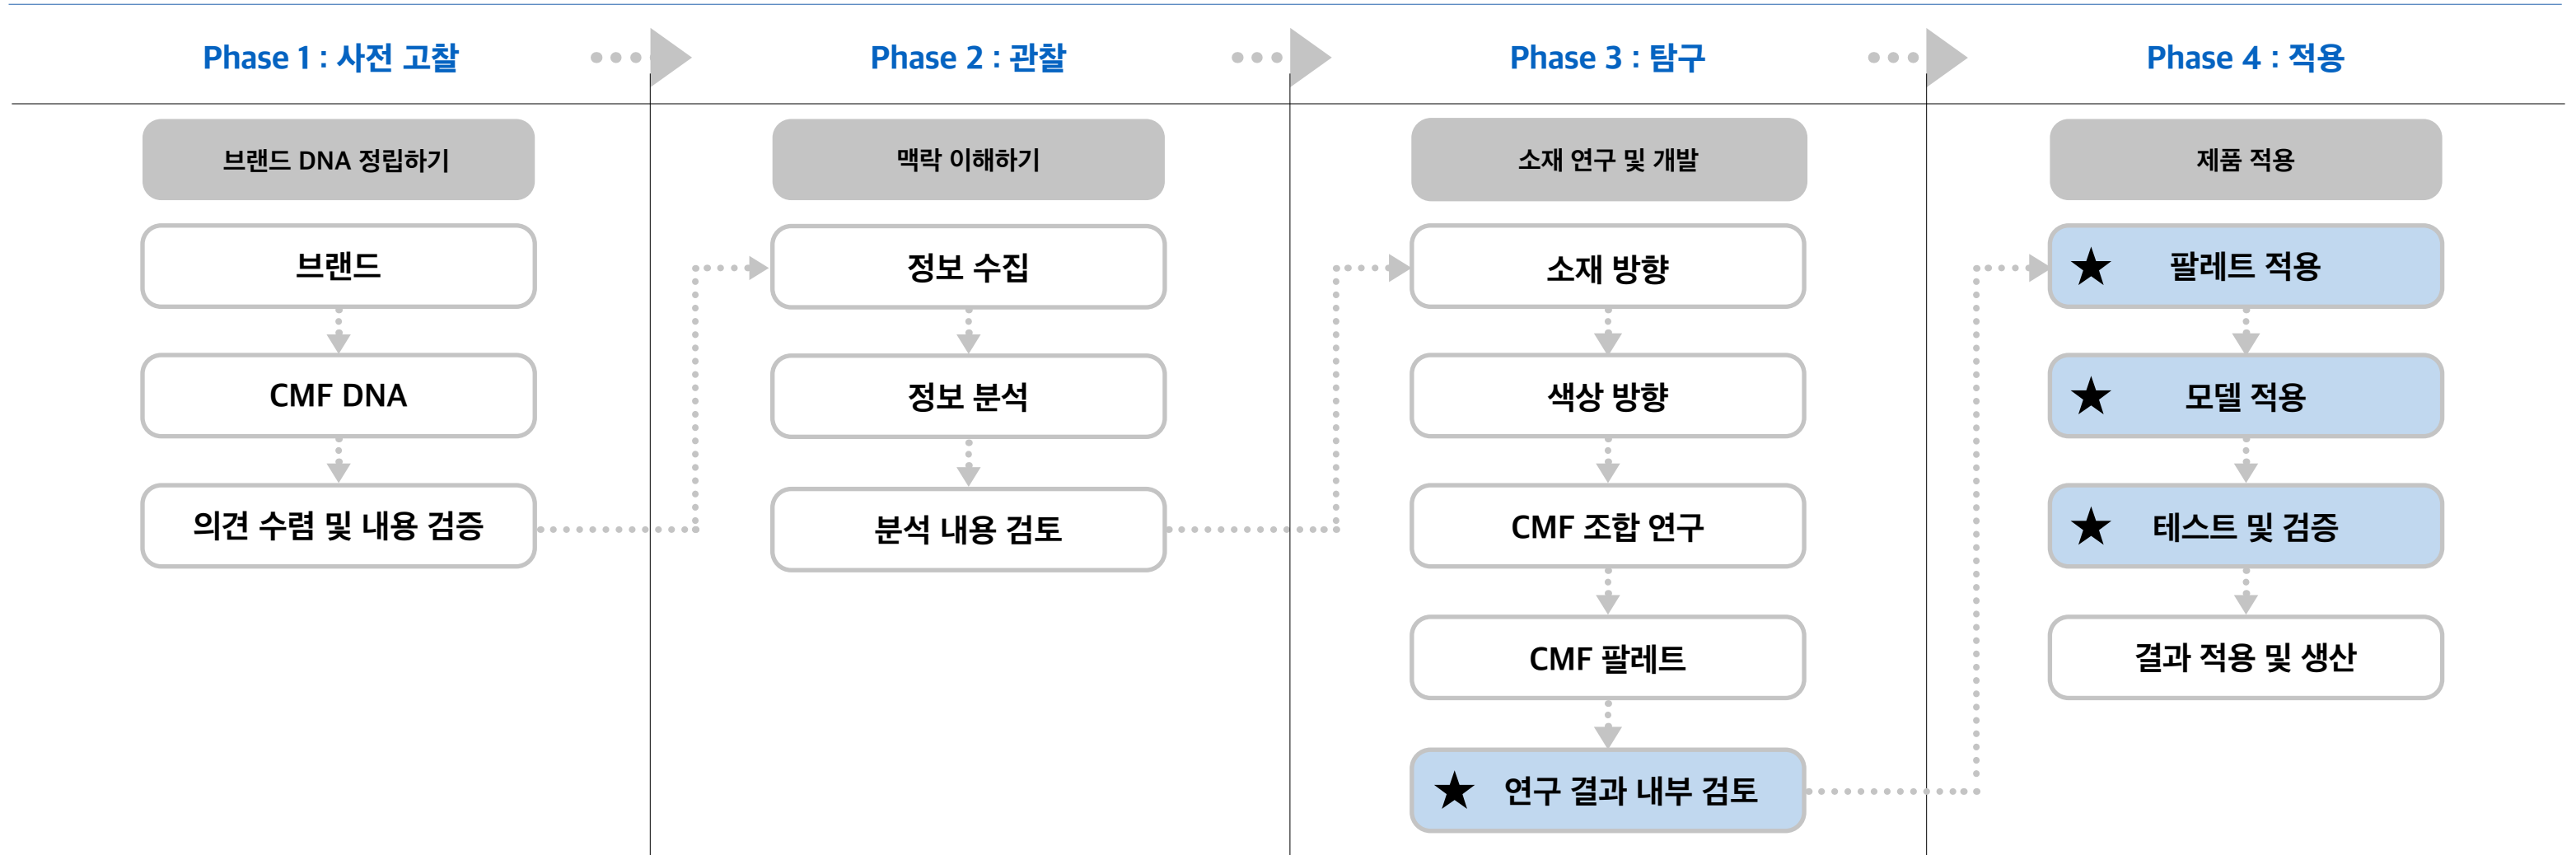 Phase 1 : 사전 고찰
Phase 2 : 관찰
Phase 3 : 탐구
Phase 4 : 적용
브랜드 DNA 정립하기
맥락 이해하기
소재 연구 및 개발
제품 적용
브랜드
정보 수집
소재 방향
★ 팔레트 적용
CMF DNA
정보 분석
색상 방향
★ 모델 적용
의견 수렴 및 내용 검증
분석 내용 검토
CMF 조합 연구
★ 테스트 및 검증
CMF 팔레트
결과 적용 및 생산
★ 연구 결과 내부 검토